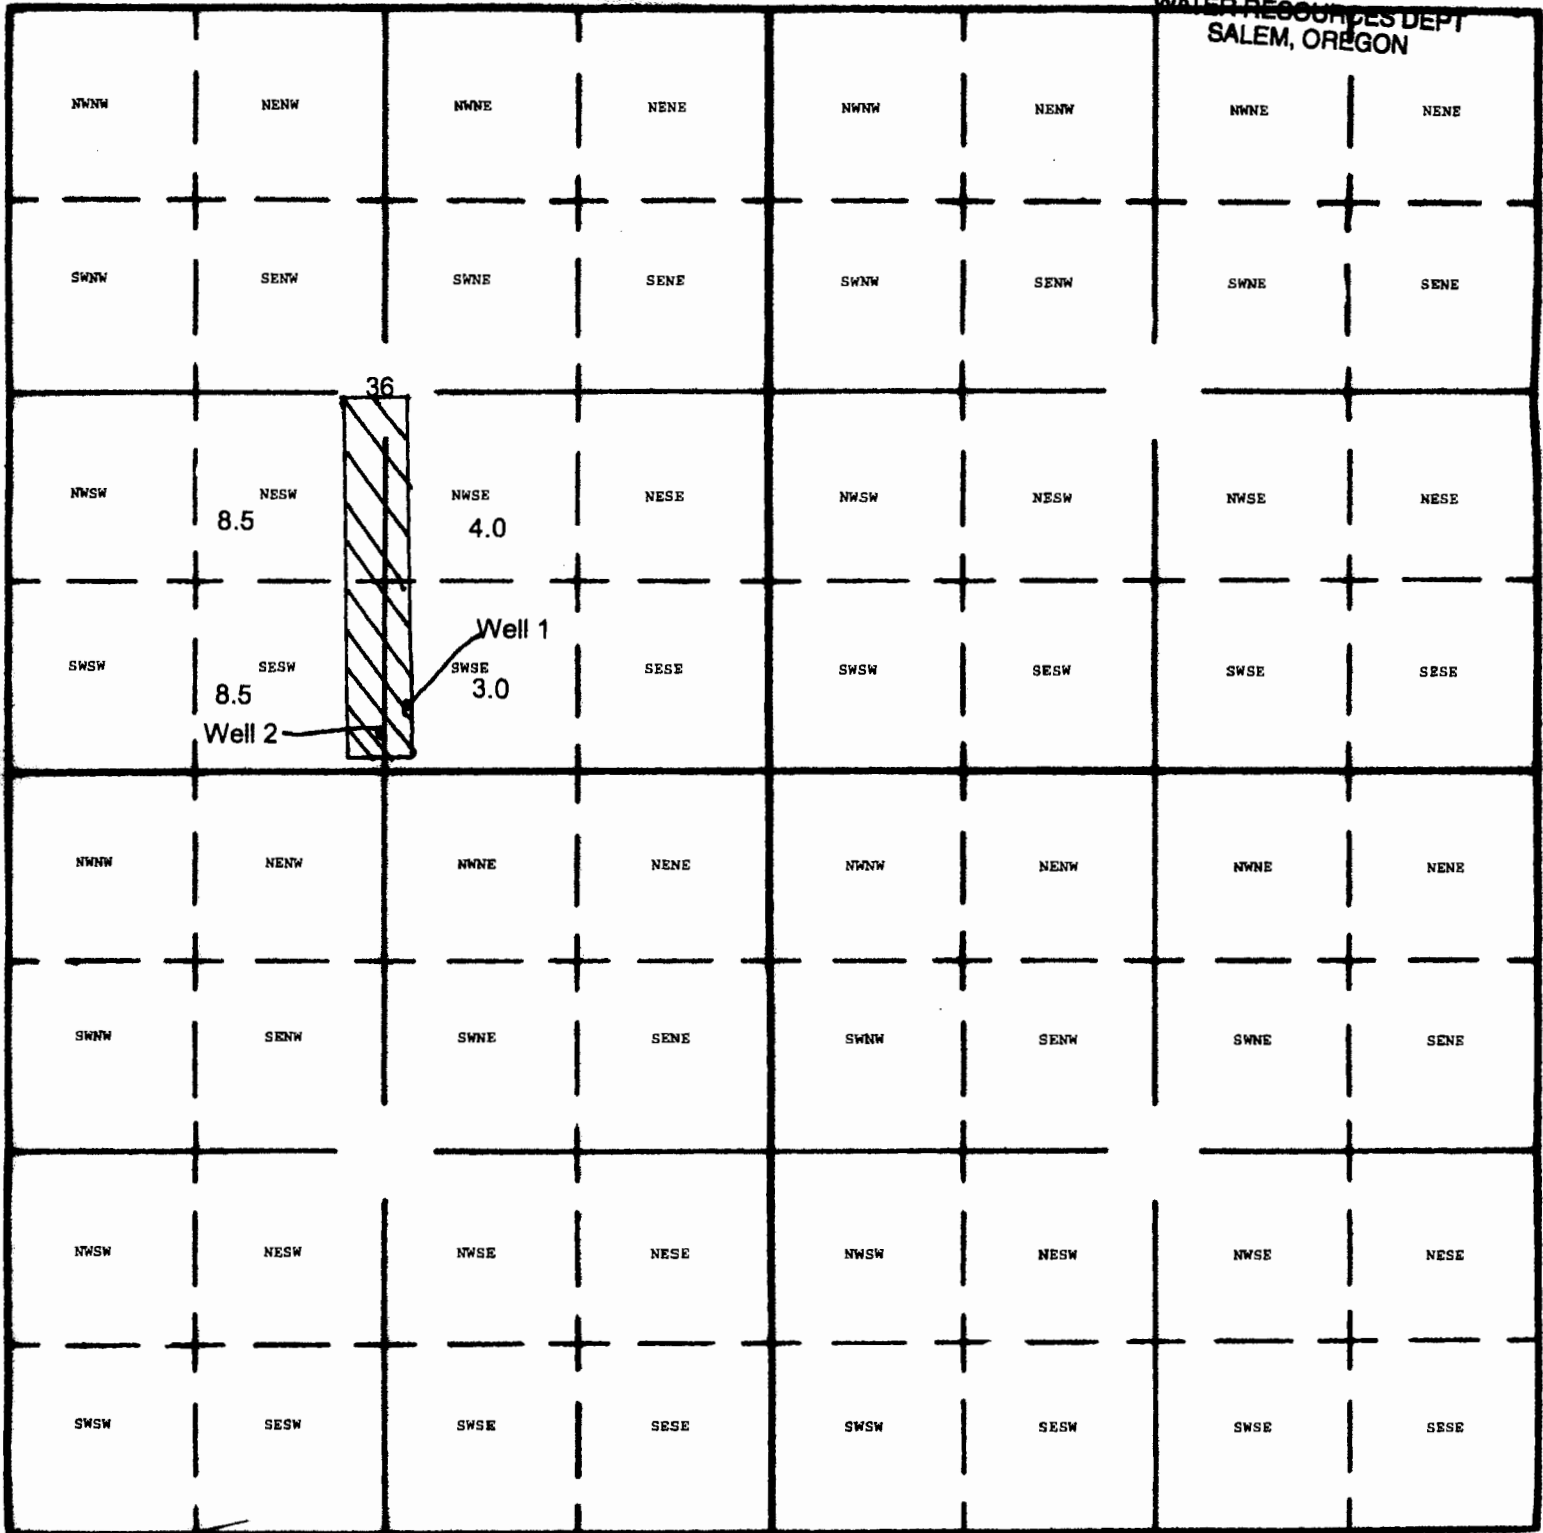 WATER RESOURCES DEPT
SALEM, OREGON
NWNW NENW NWNE NENE NWNW NENW NWNE NENE
SWNW SENW SWNE SENE SWNW SENW SWNE SENE
36
NWSW NESW NWSE NESE NWSW NESW NWSE NESE
8.5 4.0
Well 1
SWSW SESW SWSE SESE SWSW SESW SWSE SESE
8.5 3.0
Well 2
NWNW NENW NWNE NENE NWNW NENW NWNE NENE
SWNW SENW SWNE SENE SWNW SENW SWNE SENE
NWSW NESW NWSE NESE NWSW NESW NWSE NESE
SWSW SESW SWSE SESE SWSW SESW SWSE SESE